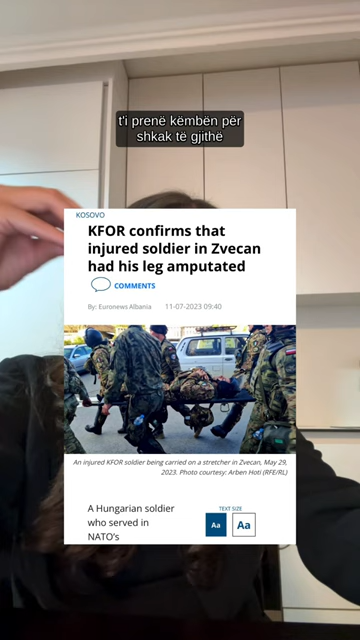 t'i prenë këmbën për
shkak të gjithë
KOSOVO
KFOR confirms that
injured soldier in Zvecan
had his leg amputated
COMMENTS
By: Euronews Albania 11-07-2023 09:40
An injured KFOR soldier being carried on a stretcher in Zvecan, May 29,
2023. Photo courtesy: Arben Hoti (RFE/RL)
A Hungarian soldier
who served in
NATO's
TEXT SIZE
Aa Aa